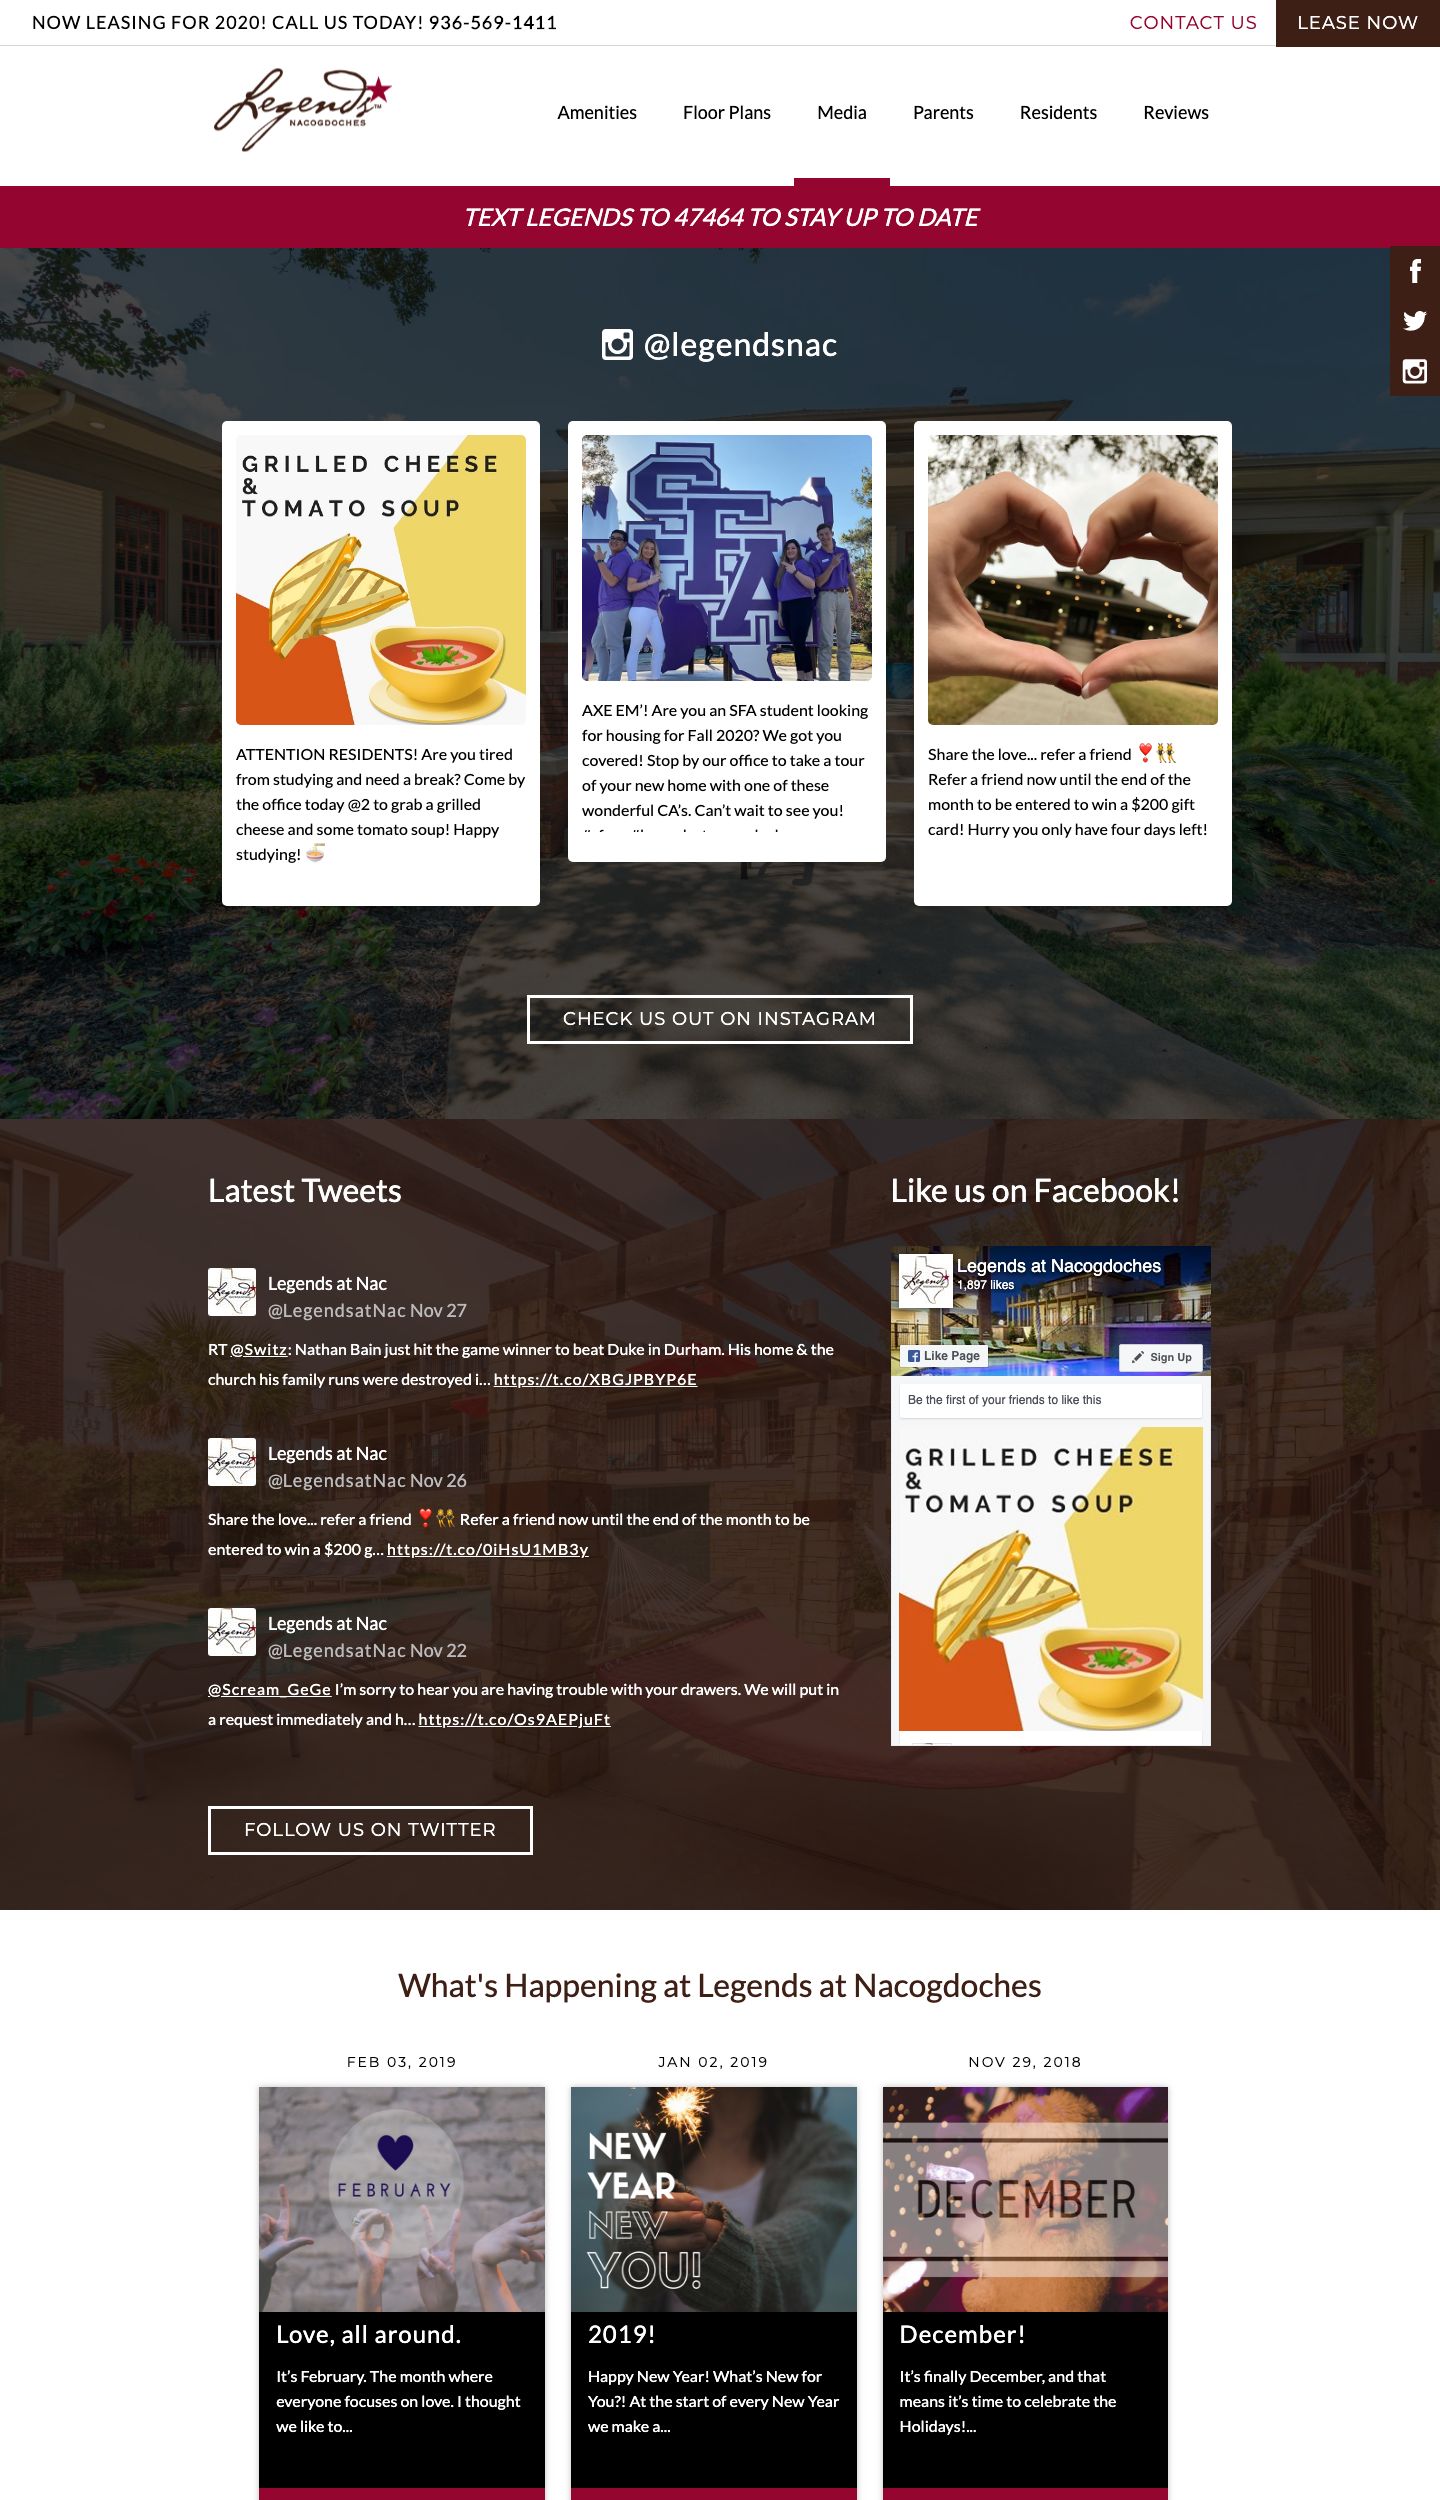 NOW LEASING FOR 2020! CALL US TODAY! 936-569-1411
CONTACT US
LEASE NOW
Legends™
NACOGDOCHES
Amenities
Floor Plans
Media
Parents
Residents
Reviews
TEXT LEGENDS TO 47464 TO STAY UP TO DATE
@legendsnac
GRILLED CHEESE
&
TOMATO SOUP
ATTENTION RESIDENTS! Are you tired
from studying and need a break? Come by
the office today @2 to grab a grilled
cheese and some tomato soup! Happy
studying! 🍜
SFA
AXE EM’! Are you an SFA student looking
for housing for Fall 2020? We got you
covered! Stop by our office to take a tour
of your new home with one of these
wonderful CA’s. Can’t wait to see you!
Share the love... refer a friend ❣️👯
Refer a friend now until the end of the
month to be entered to win a $200 gift
card! Hurry you only have four days left!
CHECK US OUT ON INSTAGRAM
Latest Tweets
Legends at Nac
@LegendsatNac Nov 27
RT @Switz: Nathan Bain just hit the game winner to beat Duke in Durham. His home & the
church his family runs were destroyed i… https://t.co/XBGJPBYP6E
Legends at Nac
@LegendsatNac Nov 26
Share the love... refer a friend ❣️👯 Refer a friend now until the end of the month to be
entered to win a $200 g… https://t.co/0iHsU1MB3y
Legends at Nac
@LegendsatNac Nov 22
@Scream_GeGe I’m sorry to hear you are having trouble with your drawers. We will put in
a request immediately and h… https://t.co/Os9AEPjuFt
FOLLOW US ON TWITTER
Like us on Facebook!
Legends
Legends at Nacogdoches
1,897 likes
Like Page
Sign Up
Be the first of your friends to like this
GRILLED CHEESE
&
TOMATO SOUP
What's Happening at Legends at Nacogdoches
FEB 03, 2019
FEBRUARY
Love, all around.
It’s February. The month where
everyone focuses on love. I thought
we like to...
JAN 02, 2019
NEW
YEAR
NEW
YOU!
2019!
Happy New Year! What’s New for
You?! At the start of every New Year
we make a...
NOV 29, 2018
DECEMBER
December!
It’s finally December, and that
means it’s time to celebrate the
Holidays!...